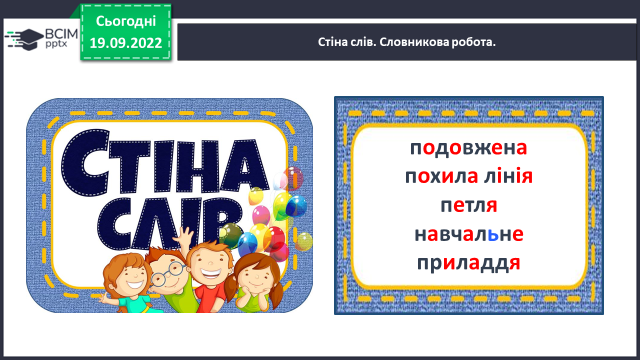 Сьогодні
19.09.2022
ВСІМ
pptx
Стіна слів. Словникова робота.
СТІНА
СЛІВ
подовжена
похила лінія
петля
навчальне
приладдя